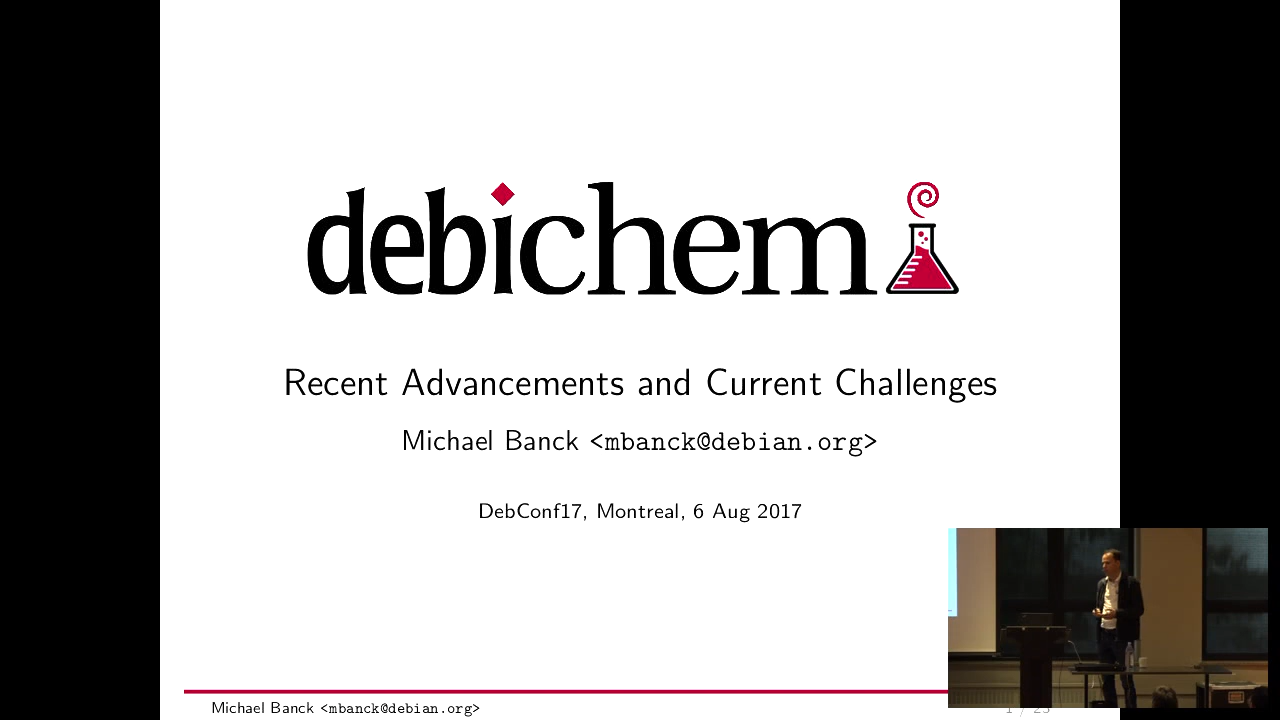 debichem
Recent Advancements and Current Challenges
Michael Banck <mbanck@debian.org>
DebConf17, Montreal, 6 Aug 2017
Michael Banck <mbanck@debian.org>